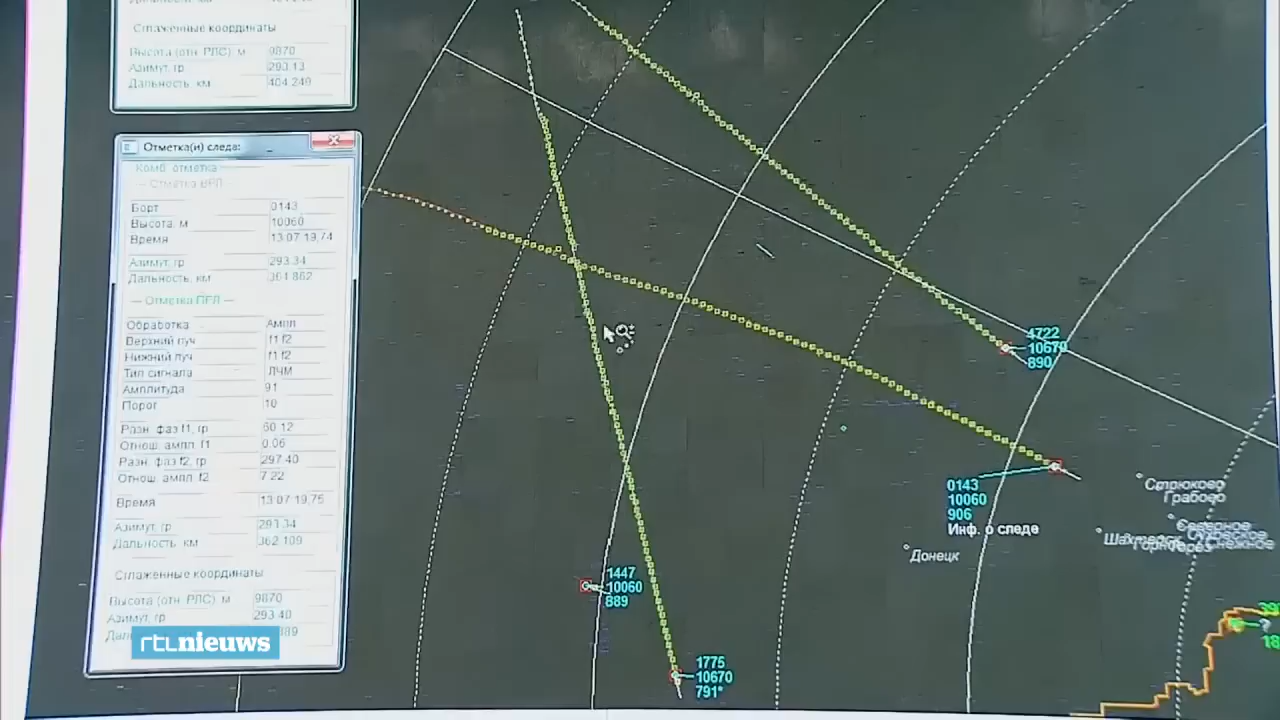 Сглаженные координаты
Высота (отн. РЛС), м 9870
Азимут, гр 293.13
Дальность, км 404.249
Отметка(и) следа:
Комб. отметка
— Отметка ВРЛ —
Борт 0143
Высота, м 10060
Время 13:07:19,74
Азимут, гр 293.34
Дальность, км 361.862
— Отметка ПРЛ —
Обработка Ампл
Верхний луч f1 f2
Нижний луч f1 f2
Тип сигнала ЛЧМ
Амплитуда 91
Порог 10
Разн. фаз f1, гр 60.12
Отнош. ампл. f1 0.06
Разн. фаз f2, гр 297.40
Отнош. ампл. f2 7.22
Время 13:07:19,75
Азимут, гр 293.34
Дальность, км 362.109
Сглаженные координаты
Высота (отн. РЛС), м 9870
Азимут, гр 293.40
rtlnieuws
4722
10670
890
0143
10060
906
Инф. о следе
Донецк
Стрюково
Грабово
Северное
1447
10060
889
1775
10670
791*